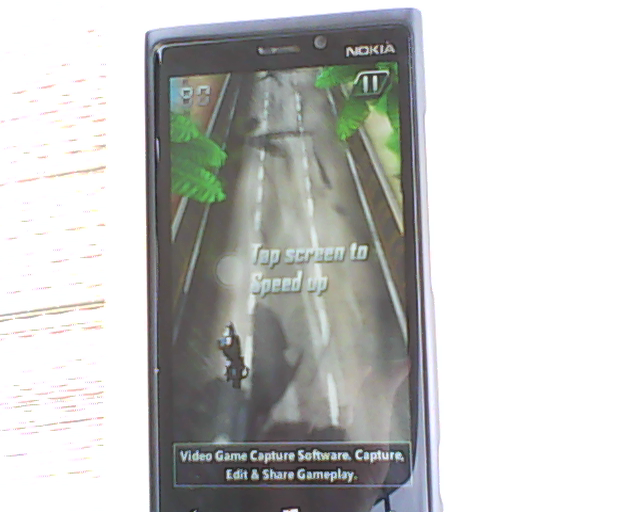 NOKIA
Tap screen to
Speed up
Video Game Capture Software. Capture,
Edit & Share Gameplay.